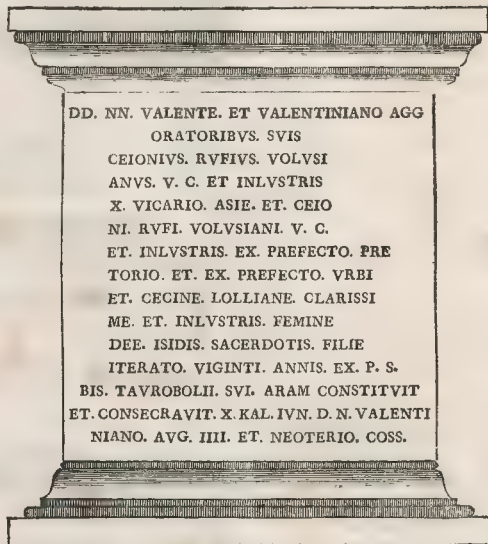 DD. NN. VALENTE. ET VALENTINIANO AGG
ORATORIBVS. SVIS
CEIONIVS. RVFIVS. VOLVSI
ANVS. V. C. ET INLVSTRIS
X. VICARIO. ASIE. ET. CEIO
NI. RVFI. VOLVSIANI. V. C.
ET. INLVSTRIS. EX. PREFECTO. PRE
TORIO. ET. EX. PREFECTO. VRBI
ET. CECINE. LOLLIANE. CLARISSI
ME. ET. INLVSTRIS. FEMINE
DEE. ISIDIS. SACERDOTIS. FILIE
ITERATO. VIGINTI. ANNIS. EX. P. S.
BIS. TAVROBOLII. SVI. ARAM CONSTITVIT
ET. CONSECRAVIT. X. KAL. IVN. D. N. VALENTI
NIANO. AVG. IIII. ET. NEOTERIO. COSS.